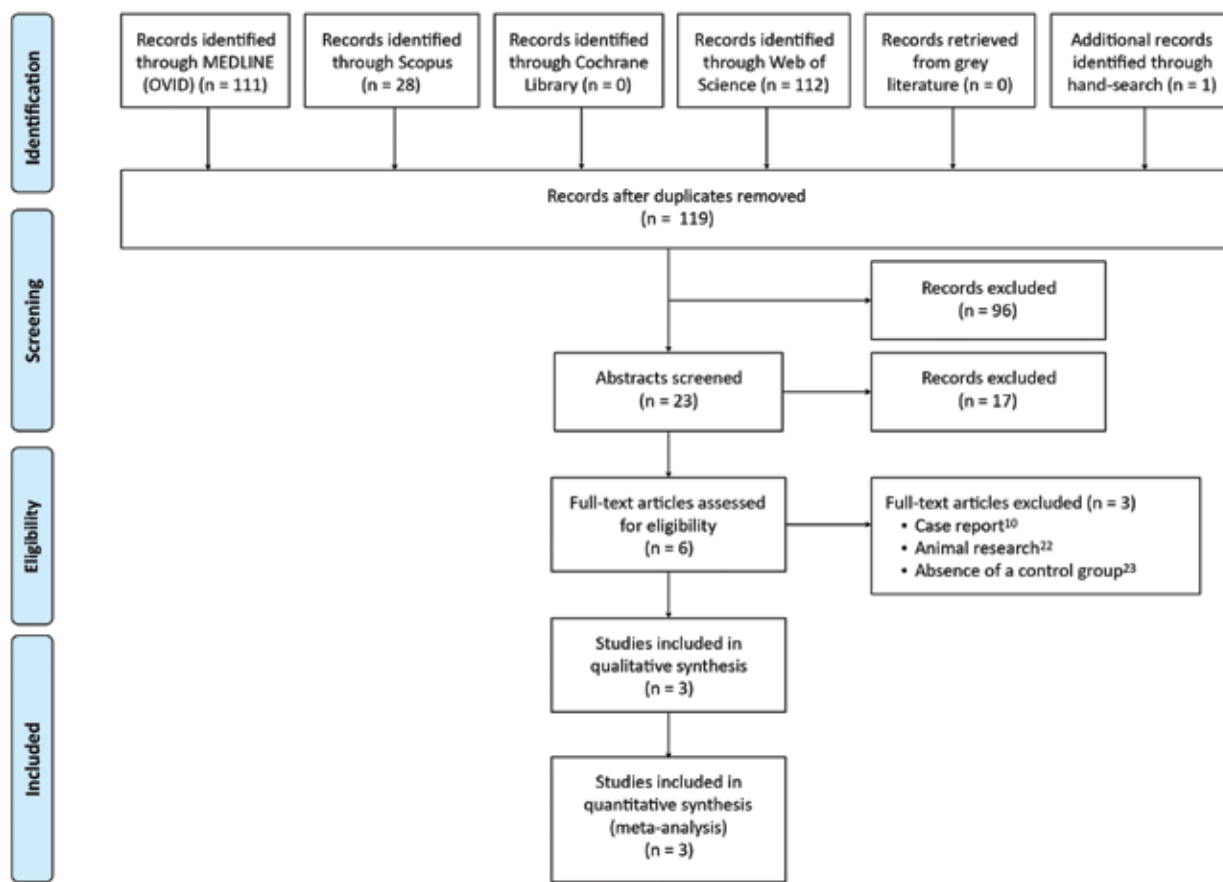 Identification
Records identified
through MEDLINE
(OVID) (n = 111)
Records identified
through Scopus
(n = 28)
Records identified
through Cochrane
Library (n = 0)
Records identified
through Web of
Science (n = 112)
Records retrieved
from grey
literature (n = 0)
Additional records
identified through
hand-search (n = 1)
Records after duplicates removed
(n = 119)
Screening
Records excluded
(n = 96)
Abstracts screened
(n = 23)
Records excluded
(n = 17)
Eligibility
Full-text articles assessed
for eligibility
(n = 6)
Full-text articles excluded (n = 3)
• Case report¹⁰
• Animal research²²
• Absence of a control group²³
Included
Studies included in
qualitative synthesis
(n = 3)
Studies included in
quantitative synthesis
(meta-analysis)
(n = 3)